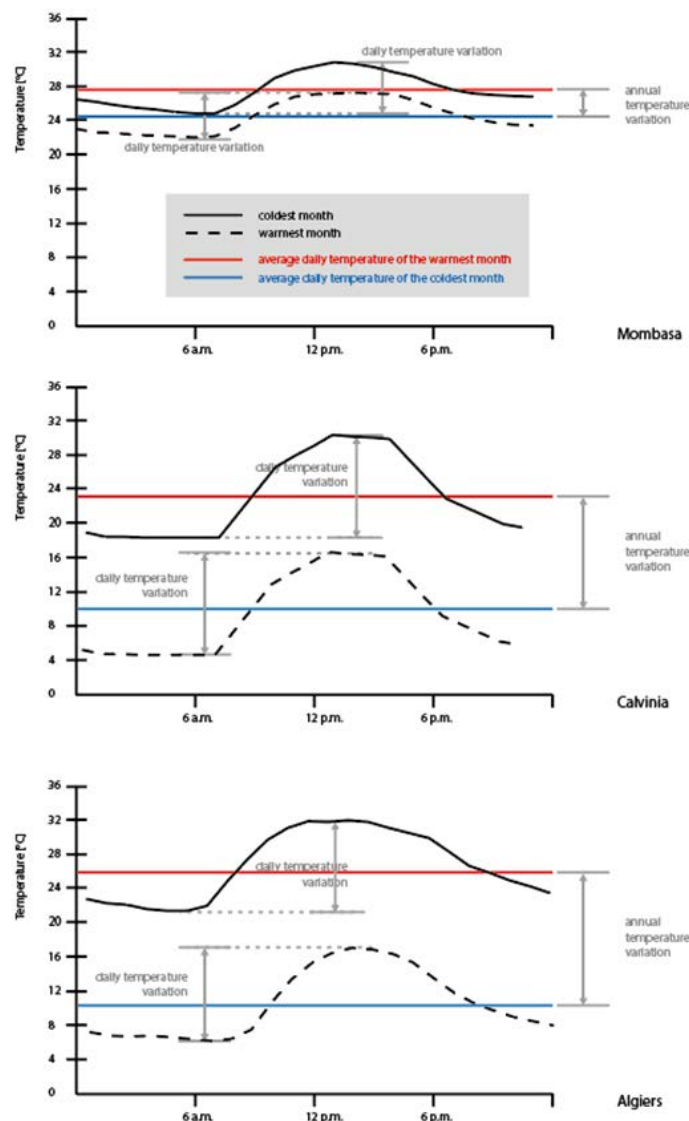 36
32
28
24
20
16
12
8
4
0
Temperature [°C]
daily temperature variation
daily temperature variation
annual
temperature
variation
coldest month
warmest month
average daily temperature of the warmest month
average daily temperature of the coldest month
6 a.m.
12 p.m.
6 p.m.
Mombasa
36
32
28
24
20
16
12
8
4
0
Temperature [°C]
daily temperature
variation
daily temperature
variation
annual
temperature
variation
6 a.m.
12 p.m.
6 p.m.
Calvinia
36
32
28
24
20
16
12
8
4
0
Temperature [°C]
daily temperature
variation
daily temperature
variation
annual
temperature
variation
6 a.m.
12 p.m.
6 p.m.
Algiers